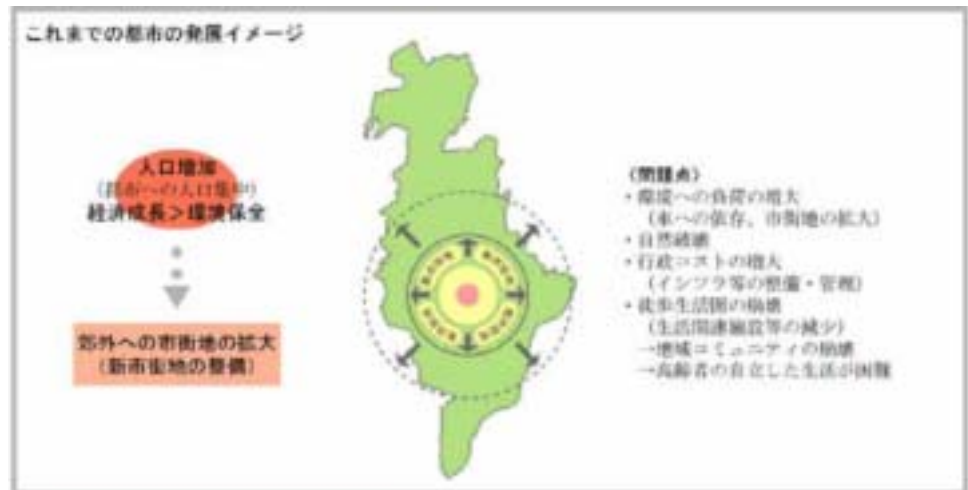 これまでの都市の発展イメージ
人口増加
(都市への人口集中)
経済成長＞環境保全
郊外への市街地の拡大
(新市街地の整備)
(問題点)
・環境への負荷の増大
(車への依存、市街地の拡大)
・自然破壊
・行政コストの増大
(インフラ等の整備・管理)
・徒歩生活圏の崩壊
(生活関連施設等の減少)
→地域コミュニティの崩壊
→高齢者の自立した生活が困難